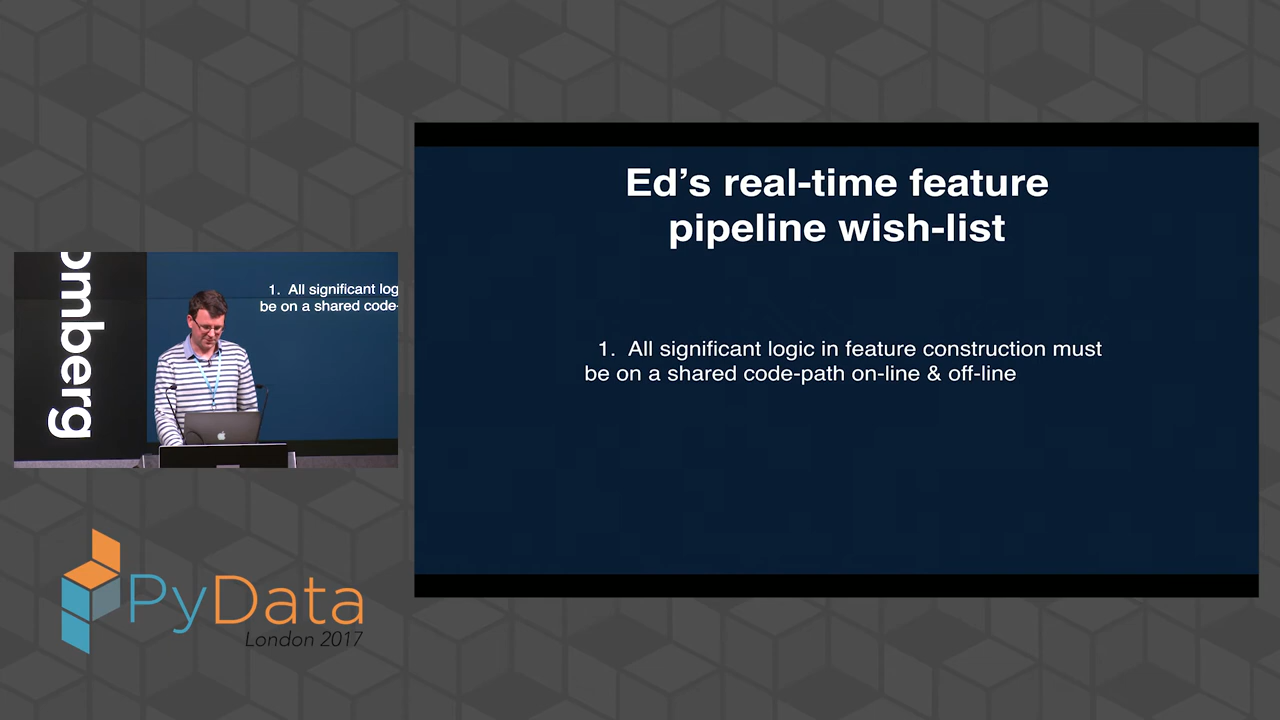 Ed's real-time feature
pipeline wish-list
1. All significant logic in feature construction must
be on a shared code-path on-line & off-line
omberg
1. All significant log
be on a shared code-
PyData
London 2017